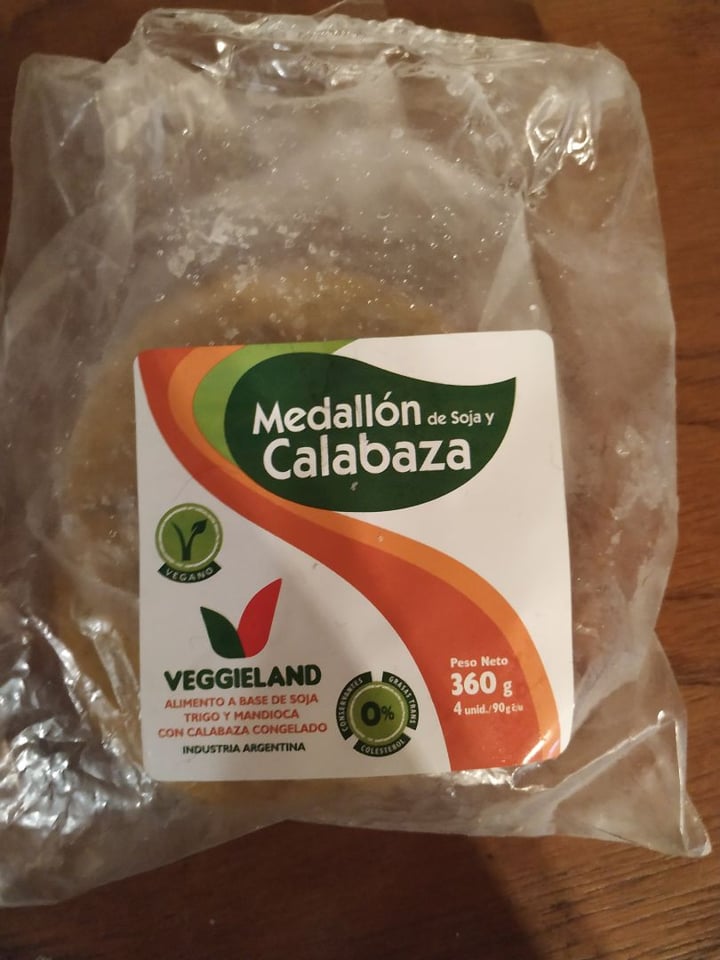 Medallón de Soja y
Calabaza
VEGANO
VEGGIELAND
ALIMENTO A BASE DE SOJA
TRIGO Y MANDIOCA
CON CALABAZA CONGELADO
INDUSTRIA ARGENTINA
CONSERVANTES
GRASAS TRANS
0%
COLESTEROL
Peso Neto
360 g
4 unid./90 g c/u